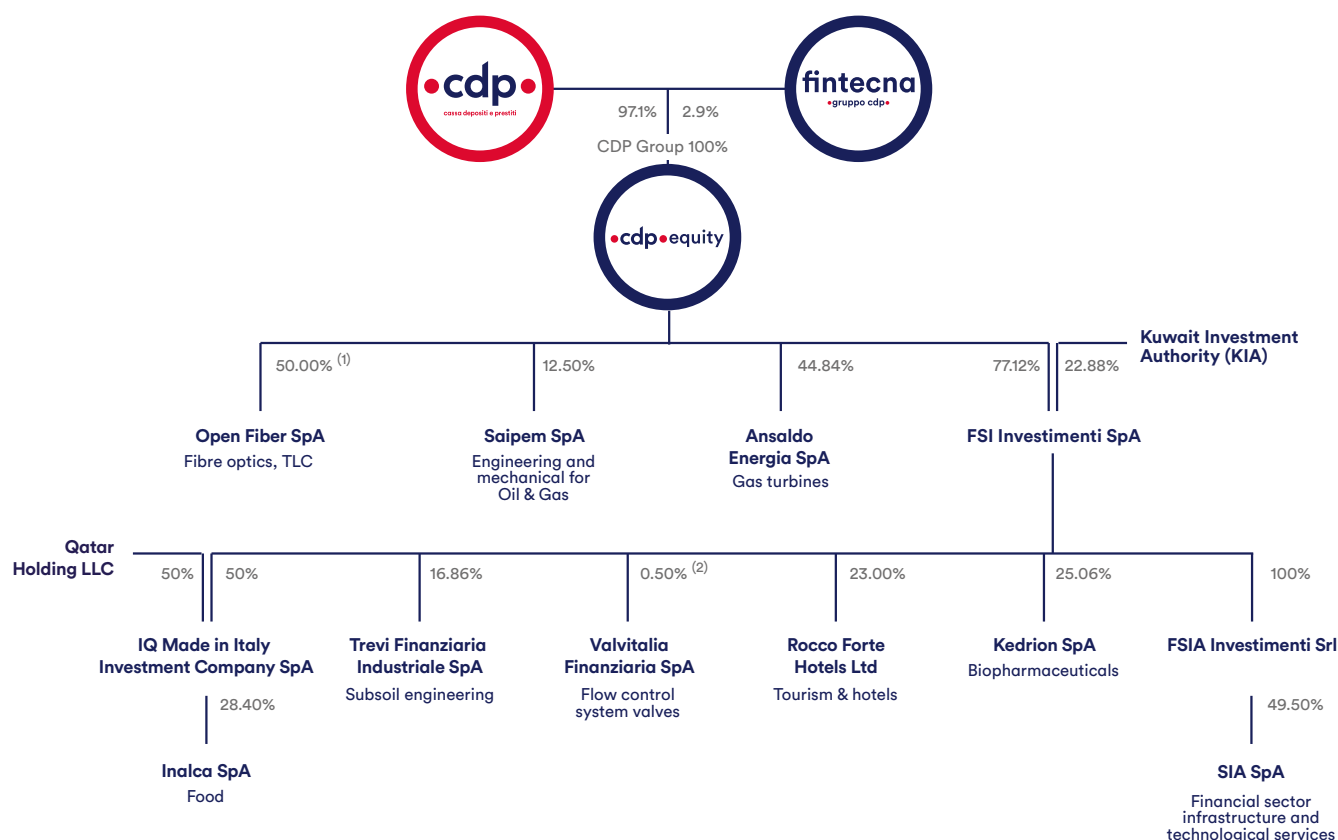 •cdp•
cassa depositi e prestiti
fintecna
•gruppo cdp•
97.1%
2.9%
CDP Group 100%
•cdp•equity
Kuwait Investment
Authority (KIA)
50.00% (1)
12.50%
44.84%
77.12%
22.88%
Open Fiber SpA
Fibre optics, TLC
Saipem SpA
Engineering and
mechanical for
Oil & Gas
Ansaldo
Energia SpA
Gas turbines
FSI Investimenti SpA
Qatar
Holding LLC
50%
50%
16.86%
0.50% (2)
23.00%
25.06%
100%
IQ Made in Italy
Investment Company SpA
Trevi Finanziaria
Industriale SpA
Subsoil engineering
Valvitalia
Finanziaria SpA
Flow control
system valves
Rocco Forte
Hotels Ltd
Tourism & hotels
Kedrion SpA
Biopharmaceuticals
FSIA Investimenti Srl
28.40%
49.50%
Inalca SpA
Food
SIA SpA
Financial sector
infrastructure and
technological services